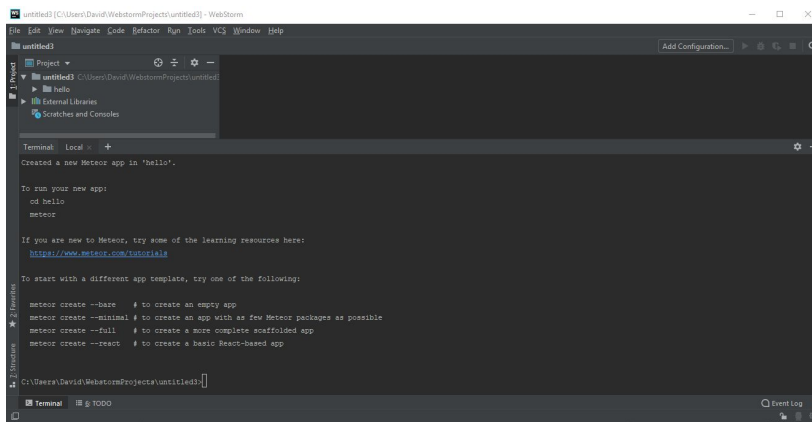 untitled3 [C:\Users\David\WebstormProjects\untitled3] - WebStorm
File Edit View Navigate Code Refactor Run Tools VCS Window Help
untitled3
Add Configuration...
1: Project
Project
untitled3 C:\Users\David\WebstormProjects\untitled3
hello
External Libraries
Scratches and Consoles
Terminal: Local × +
Created a new Meteor app in 'hello'.
To run your new app:
cd hello
meteor
If you are new to Meteor, try some of the learning resources here:
https://www.meteor.com/tutorials
To start with a different app template, try one of the following:
meteor create --bare # to create an empty app
meteor create --minimal # to create an app with as few Meteor packages as possible
meteor create --full # to create a more complete scaffolded app
meteor create --react # to create a basic React-based app
C:\Users\David\WebstormProjects\untitled3>
2: Favorites
7: Structure
Terminal
6: TODO
Event Log